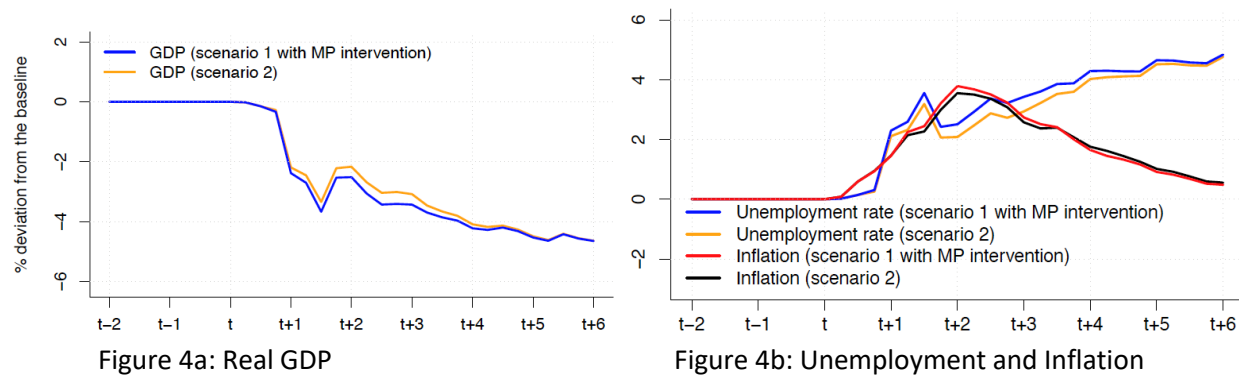 % deviation from the baseline
2
0
−2
−4
−6
GDP (scenario 1 with MP intervention)
GDP (scenario 2)
t−2 t−1 t t+1 t+2 t+3 t+4 t+5 t+6
Figure 4a: Real GDP
6
4
2
0
−2
Unemployment rate (scenario 1 with MP intervention)
Unemployment rate (scenario 2)
Inflation (scenario 1 with MP intervention)
Inflation (scenario 2)
t−2 t−1 t t+1 t+2 t+3 t+4 t+5 t+6
Figure 4b: Unemployment and Inflation